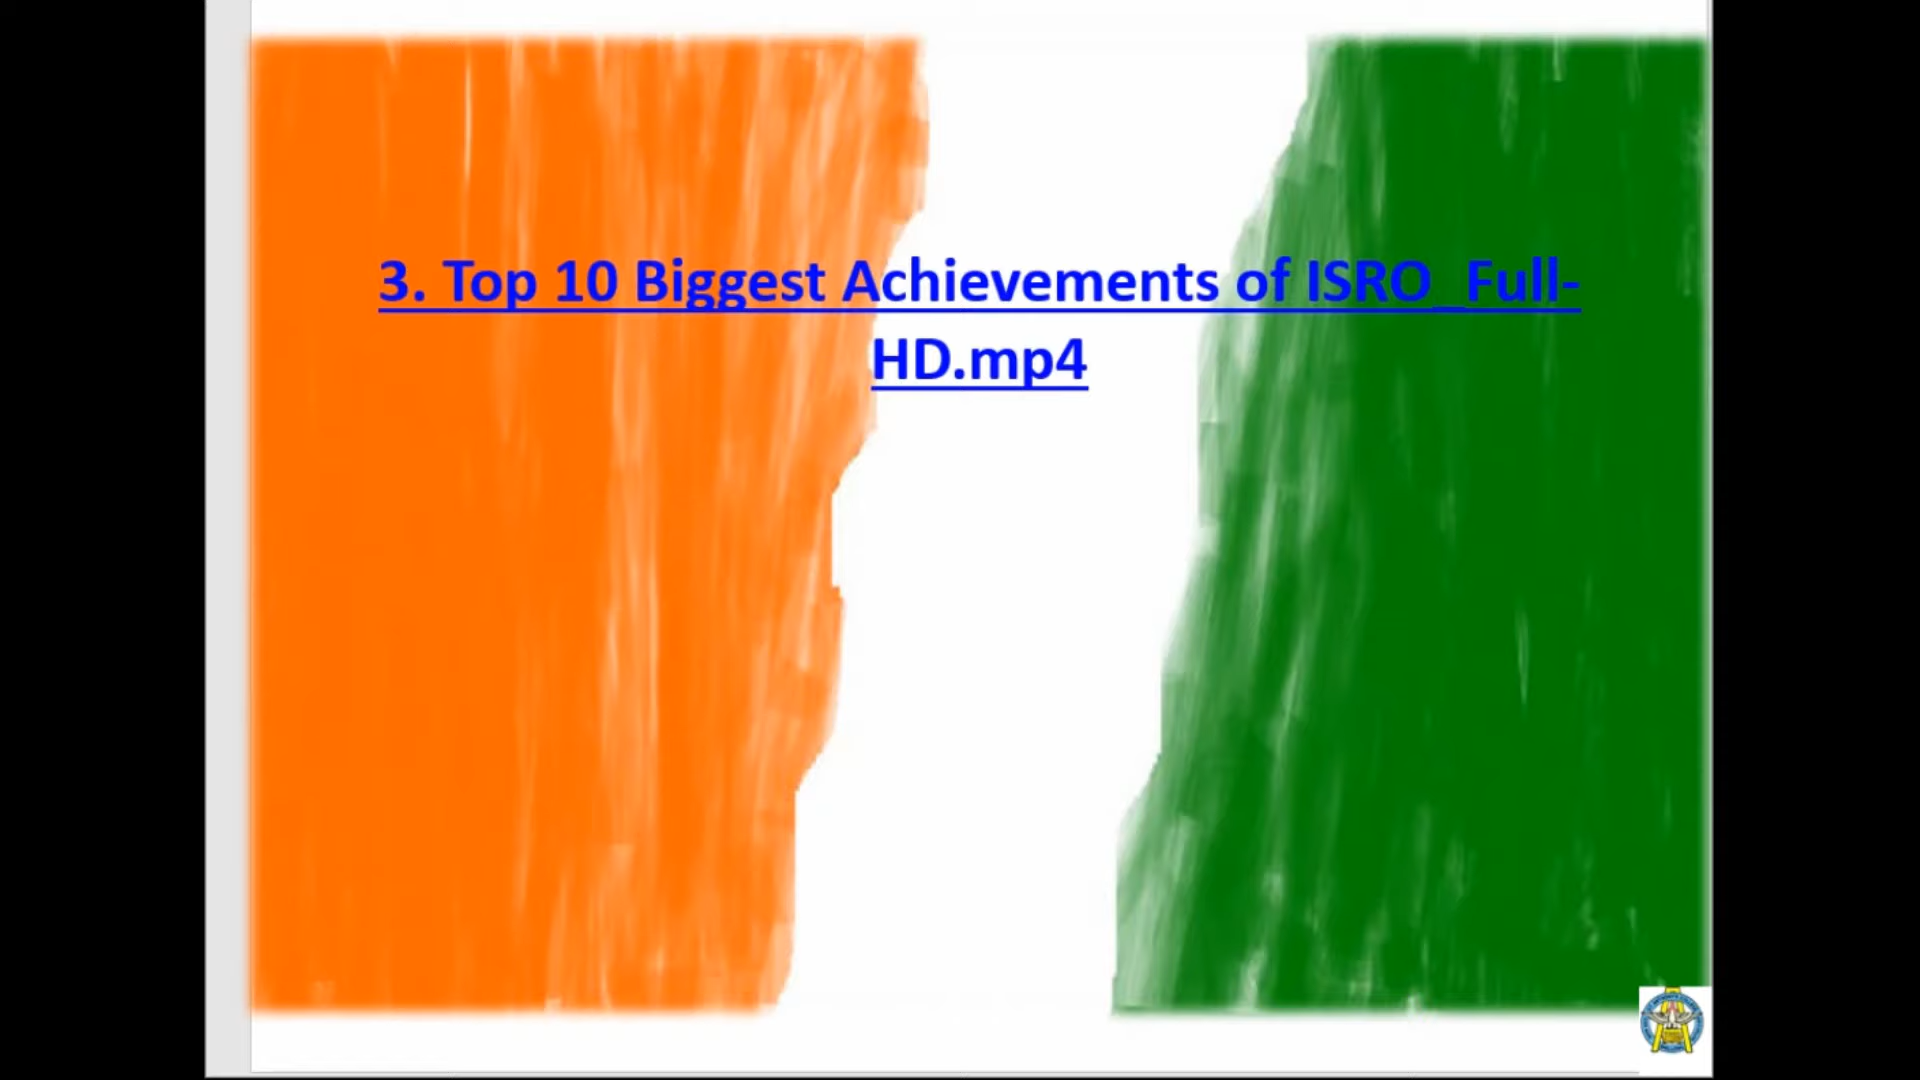 3. Top 10 Biggest Achievements of ISRO_Full-
HD.mp4